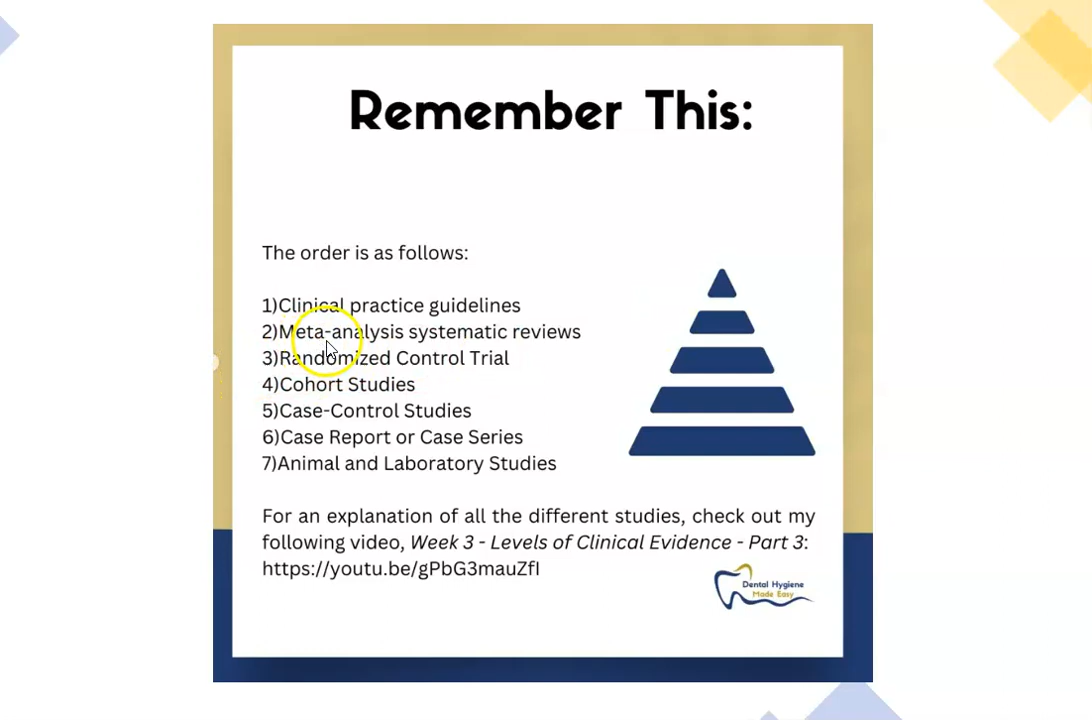 Remember This:
The order is as follows:
1)Clinical practice guidelines
2)Meta-analysis systematic reviews
3)Randomized Control Trial
4)Cohort Studies
5)Case-Control Studies
6)Case Report or Case Series
7)Animal and Laboratory Studies
For an explanation of all the different studies, check out my
following video, Week 3 - Levels of Clinical Evidence - Part 3:
https://youtu.be/gPbG3mauZfI
Dental Hygiene
Made Easy